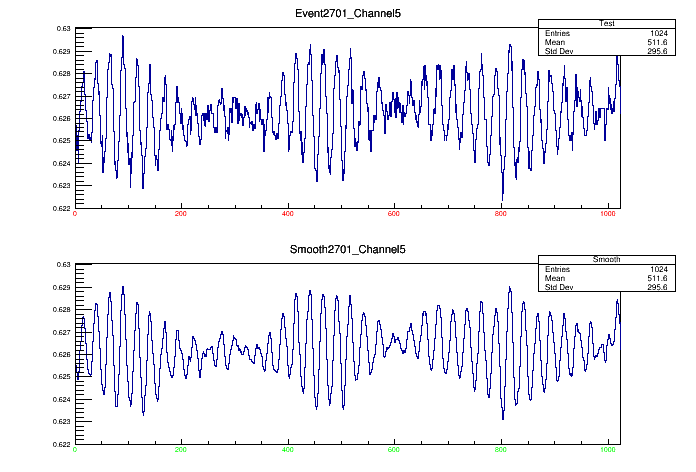 Event2701_Channel5
Test
Entries 1024
Mean 511.6
Std Dev 295.6
0.63
0.629
0.628
0.627
0.626
0.625
0.624
0.623
0.622
0 200 400 600 800 1000
Smooth2701_Channel5
Smooth
Entries 1024
Mean 511.6
Std Dev 295.6
0.63
0.629
0.628
0.627
0.626
0.625
0.624
0.623
0.622
0 200 400 600 800 1000